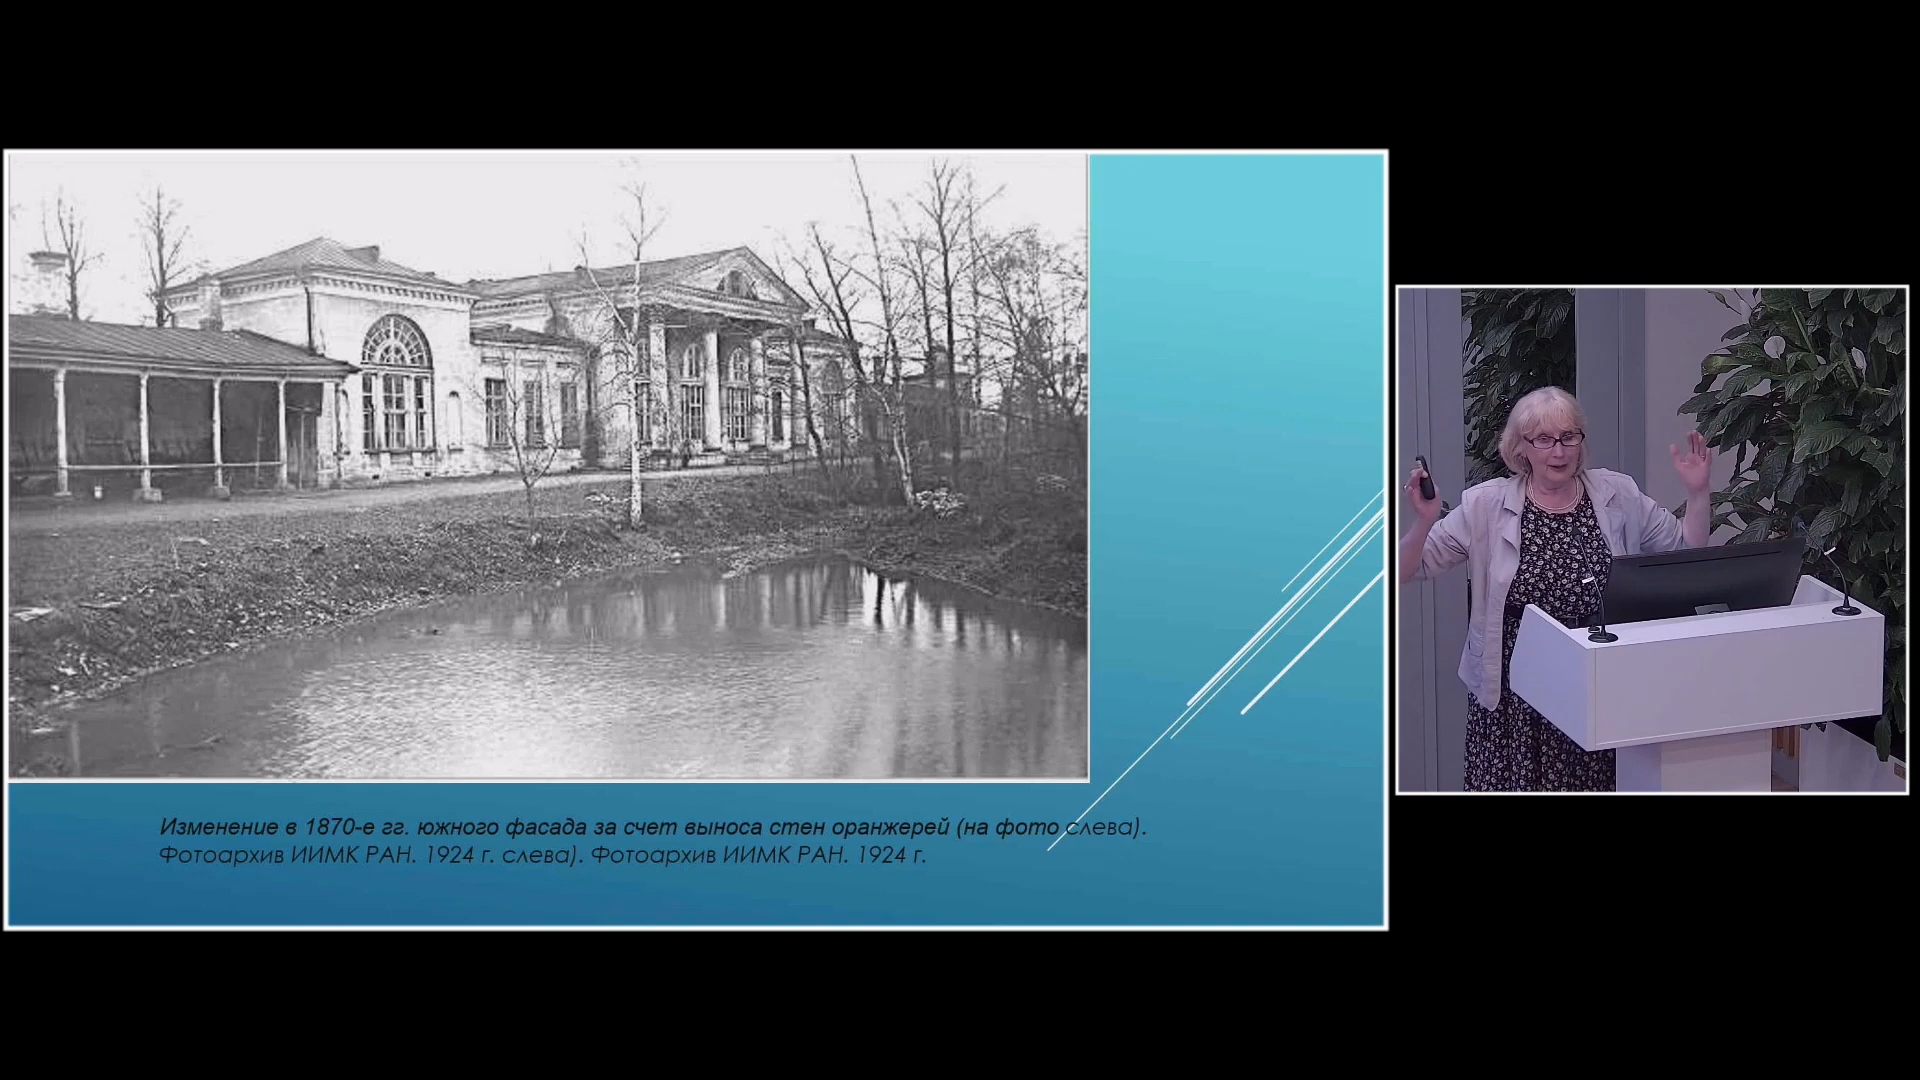 Изменение в 1870-е гг. южного фасада за счет выноса стен оранжерей (на фото слева).
Фотоархив ИИМК РАН. 1924 г. слева). Фотоархив ИИМК РАН. 1924 г.